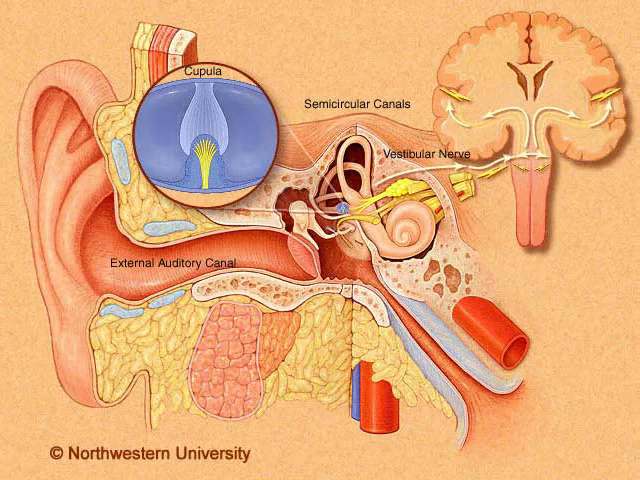 Cupula
Semicircular Canals
Vestibular Nerve
External Auditory Canal
© Northwestern University